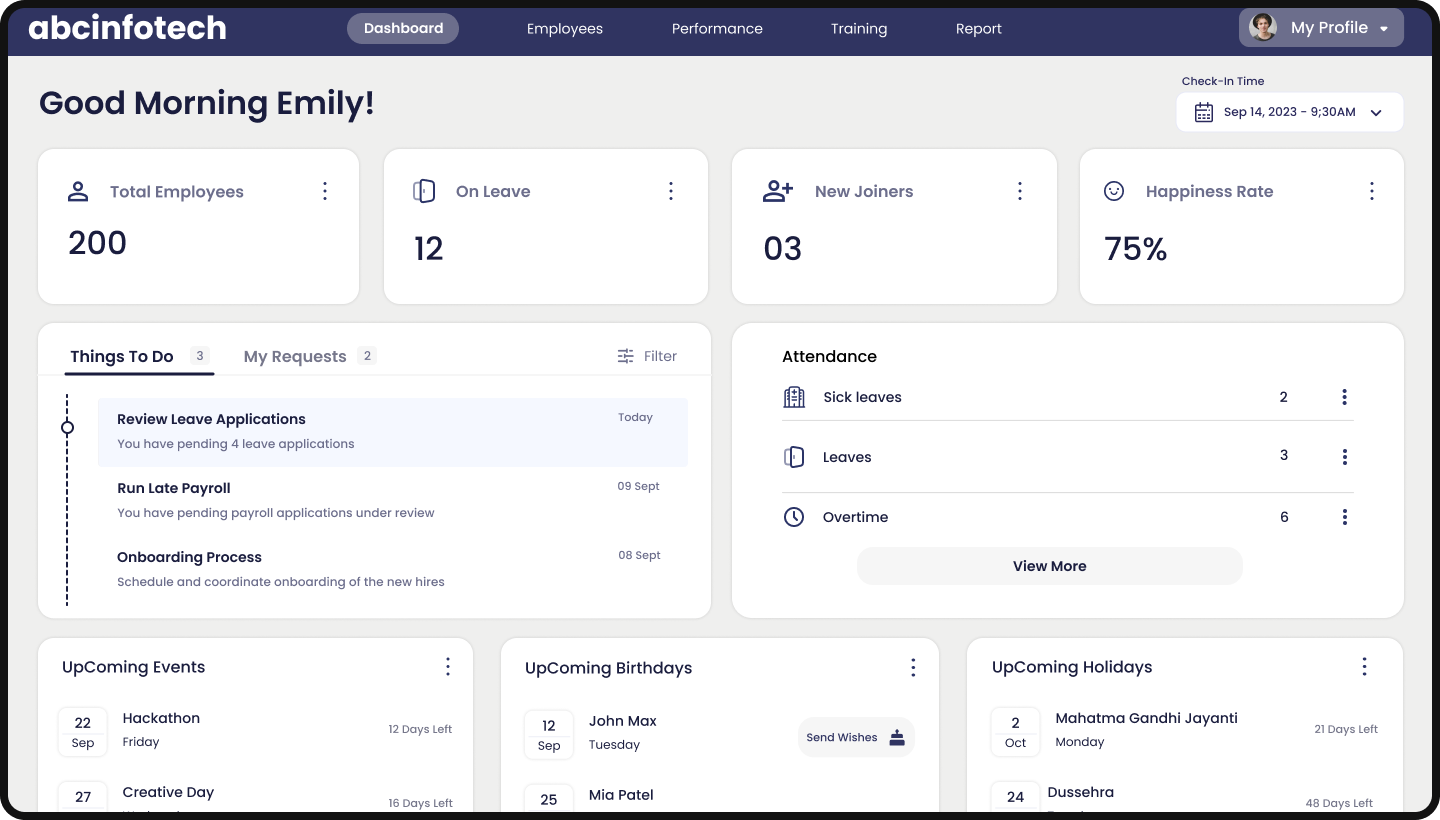 abcinfotech
Dashboard
Employees
Performance
Training
Report
My Profile
Good Morning Emily!
Check-In Time
Sep 14, 2023 - 9;30AM
Total Employees
200
On Leave
12
New Joiners
03
Happiness Rate
75%
Things To Do 3
My Requests 2
Filter
Review Leave Applications
Today
You have pending 4 leave applications
Run Late Payroll
09 Sept
You have pending payroll applications under review
Onboarding Process
08 Sept
Schedule and coordinate onboarding of the new hires
Attendance
Sick leaves 2
Leaves 3
Overtime 6
View More
UpComing Events
22
Sep
Hackathon
Friday
12 Days Left
27
Creative Day
16 Days Left
UpComing Birthdays
12
Sep
John Max
Tuesday
Send Wishes
25
Mia Patel
UpComing Holidays
2
Oct
Mahatma Gandhi Jayanti
Monday
21 Days Left
24
Dussehra
48 Days Left